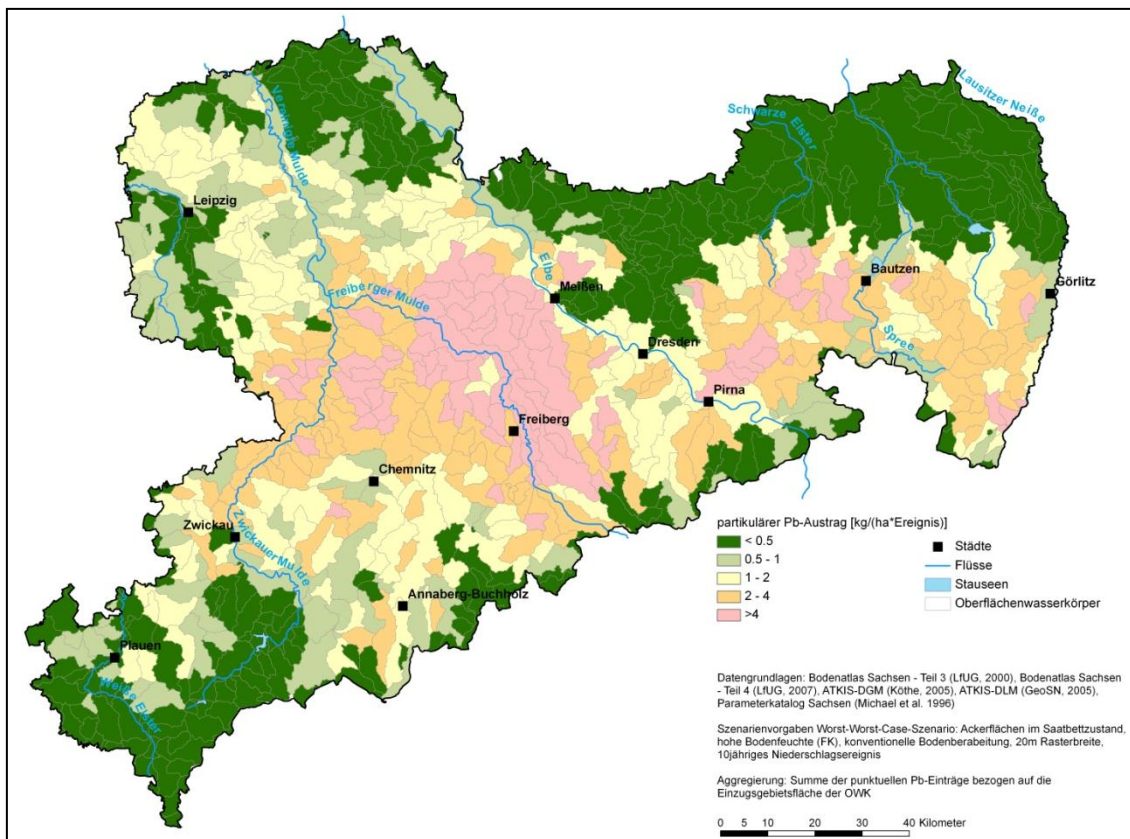 Lausitzer Neiße
Schwarze Elster
Vereinigte Mulde
Leipzig
Bautzen
Görlitz
Elbe
Meißen
Freiberger Mulde
Dresden
Spree
Pirna
Freiberg
Chemnitz
Zwickau
Zwickauer Mulde
Annaberg-Buchholz
Plauen
Weiße Elster
partikulärer Pb-Austrag [kg/(ha*Ereignis)]
< 0.5
0.5 - 1
1 - 2
2 - 4
>4
Städte
Flüsse
Stauseen
Oberflächenwasserkörper
Datengrundlagen: Bodenatlas Sachsen - Teil 3 (LfUG, 2000), Bodenatlas Sachsen
- Teil 4 (LfUG, 2007), ATKIS-DGM (Köthe, 2005), ATKIS-DLM (GeoSN, 2005),
Parameterkatalog Sachsen (Michael et al. 1996)
Szenarienvorgaben Worst-Worst-Case-Szenario: Ackerflächen im Saatbettzustand,
hohe Bodenfeuchte (FK), konventionelle Bodenberabeitung, 20m Rasterbreite,
10jähriges Niederschlagsereignis
Aggregierung: Summe der punktuellen Pb-Einträge bezogen auf die
Einzugsgebietsfläche der OWK
0 5 10 20 30 40 Kilometer